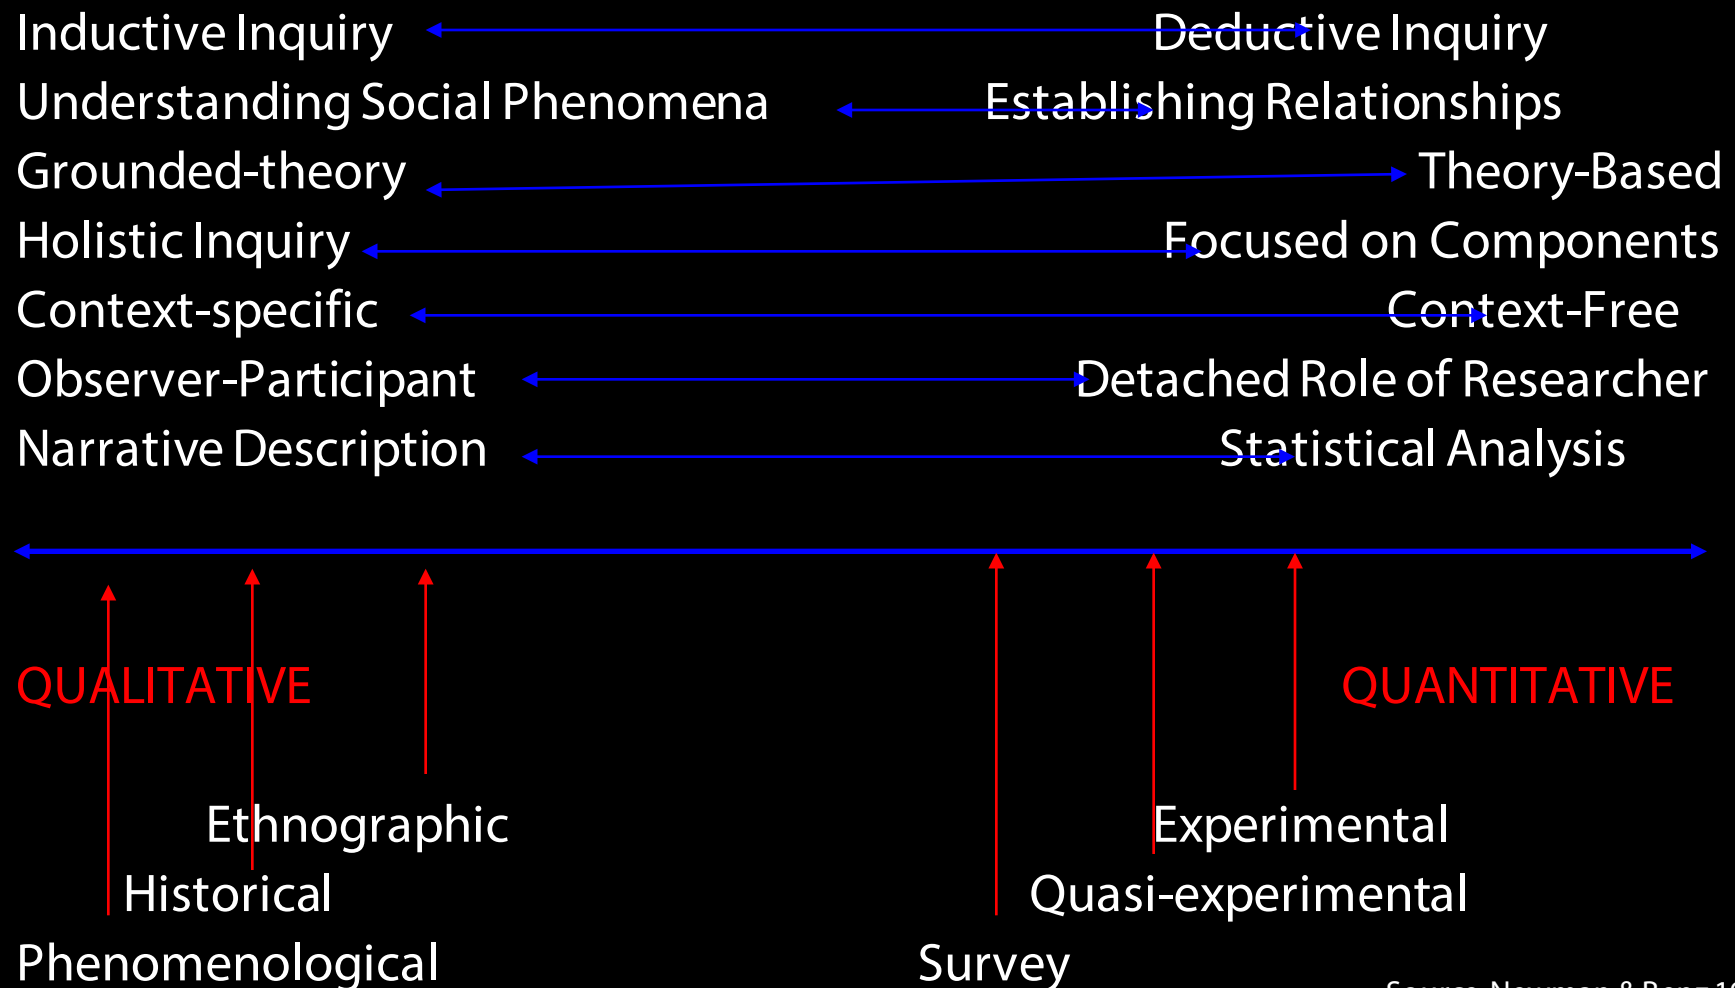 Inductive Inquiry Deductive Inquiry
Understanding Social Phenomena Establishing Relationships
Grounded-theory Theory-Based
Holistic Inquiry Focused on Components
Context-specific Context-Free
Observer-Participant Detached Role of Researcher
Narrative Description Statistical Analysis
QUALITATIVE QUANTITATIVE
Ethnographic Experimental
Historical Quasi-experimental
Phenomenological Survey
Newman & Benz